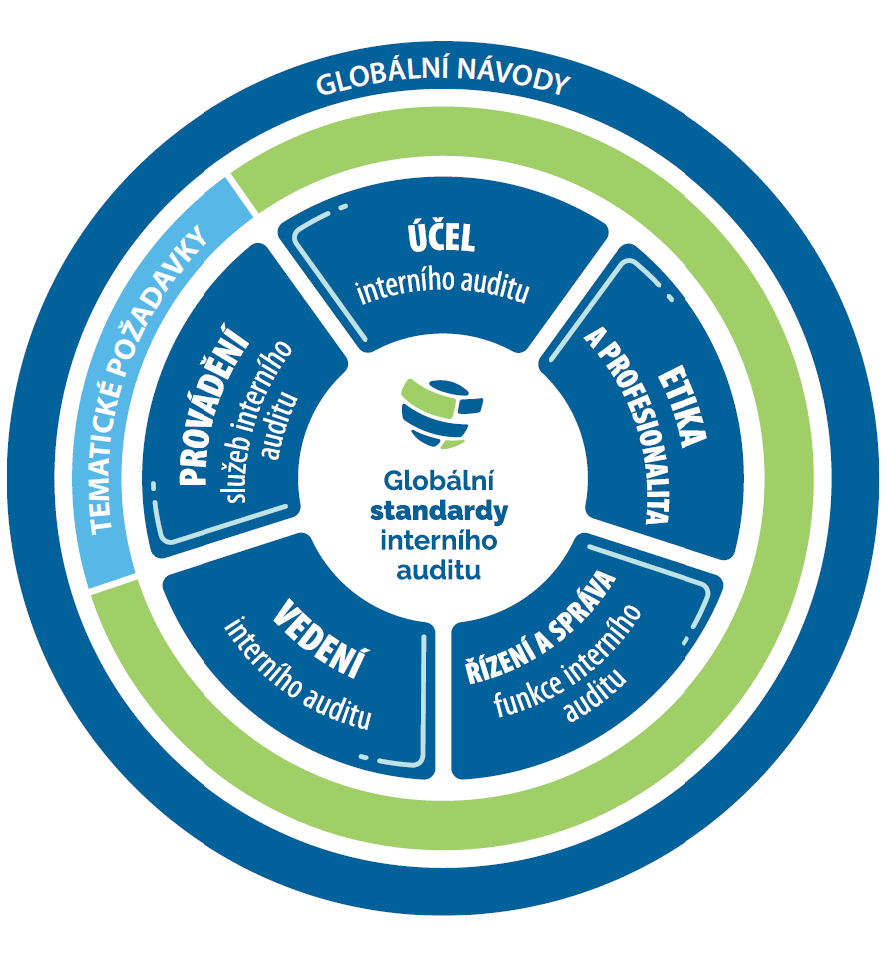 GLOBÁLNÍ NÁVODY
TEMATICKÉ POŽADAVKY
ÚČEL
interního auditu
ETIKA
A PROFESIONALITA
ŘÍZENÍ A SPRÁVA
funkce interního
auditu
VEDENÍ
interního auditu
PROVÁDĚNÍ
služeb interního
auditu
Globální
standardy
interního
auditu